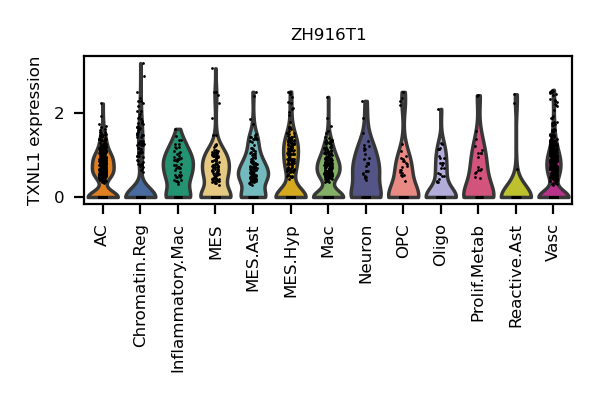 ZH916T1
TXNL1 expression
2
0
AC
Chromatin.Reg
Inflammatory.Mac
MES
MES.Ast
MES.Hyp
Mac
Neuron
OPC
Oligo
Prolif.Metab
Reactive.Ast
Vasc